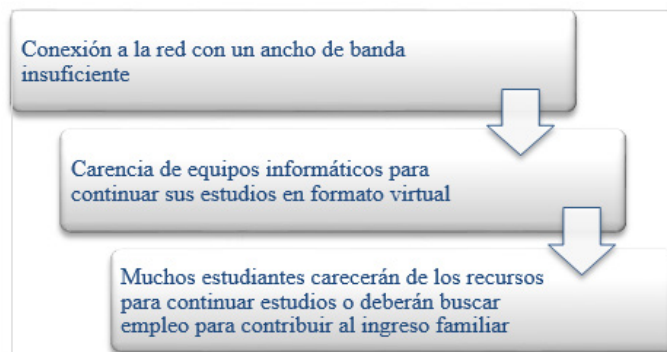 Conexión a la red con un ancho de banda
insuficiente
Carencia de equipos informáticos para
continuar sus estudios en formato virtual
Muchos estudiantes carecerán de los recursos
para continuar estudios o deberán buscar
empleo para contribuir al ingreso familiar